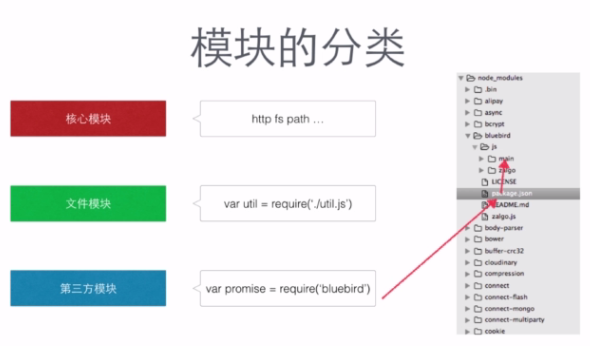 模块的分类
核心模块
http fs path …
文件模块
var util = require('./util.js')
第三方模块
var promise = require('bluebird')
node_modules
.bin
alipay
async
bcrypt
bluebird
js
main
zalgo
LICENSE
package.json
README.md
zalgo.js
body-parser
bower
buffer-crc32
cloudinary
compression
connect
connect-flash
connect-mongo
connect-multiparty
cookie